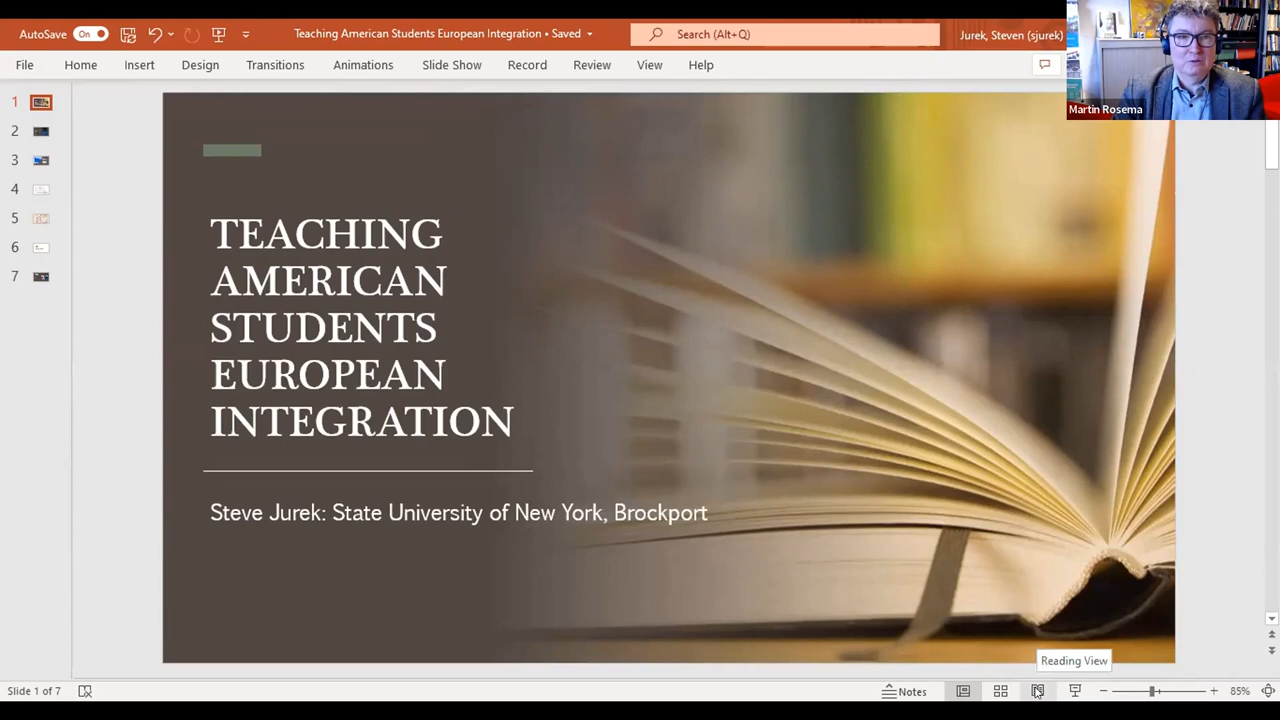 AutoSave On Teaching American Students European Integration • Saved Search (Alt+Q) Jurek, Steven (sjurek)
File Home Insert Design Transitions Animations Slide Show Record Review View Help
Martin Rosema
1
2
3
4
5
6
7
TEACHING
AMERICAN
STUDENTS
EUROPEAN
INTEGRATION
Steve Jurek: State University of New York, Brockport
Reading View
Slide 1 of 7 Notes 85%